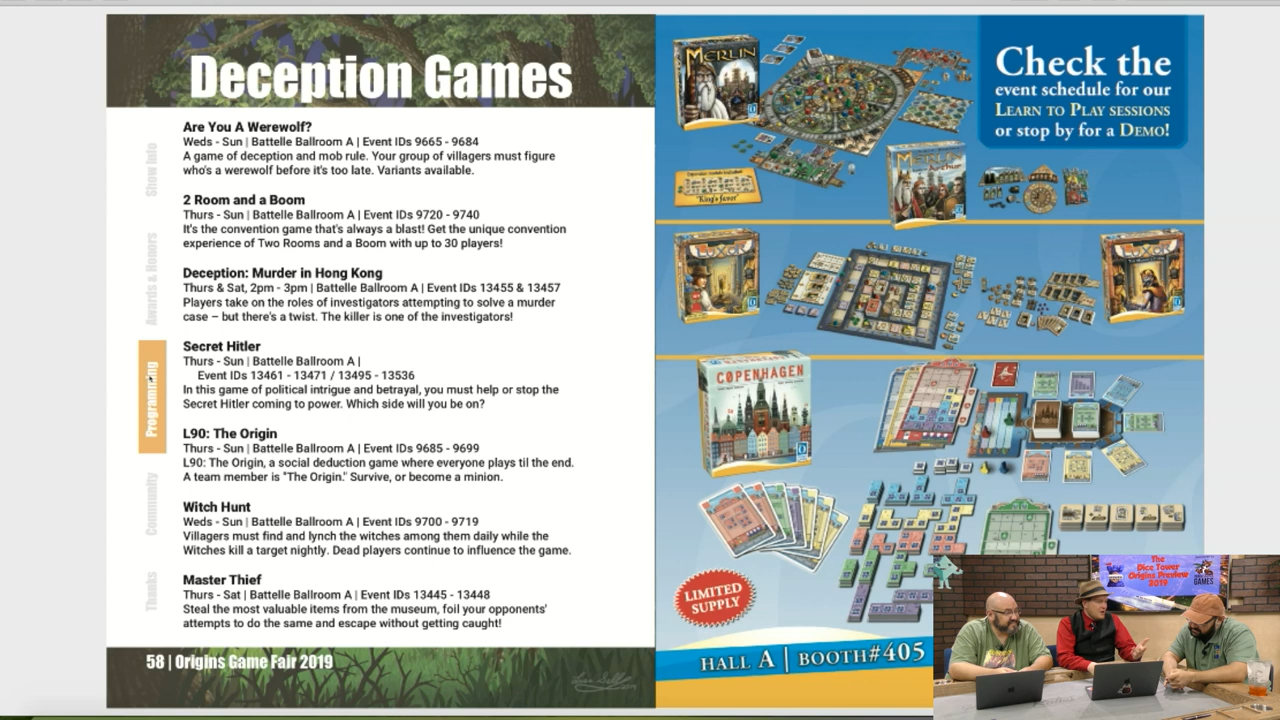 Deception Games
Show Info
Awards & Honors
Programming
Community
Thanks
Are You A Werewolf?
Weds - Sun | Battelle Ballroom A | Event IDs 9665 - 9684
A game of deception and mob rule. Your group of villagers must figure
who's a werewolf before it's too late. Variants available.
2 Room and a Boom
Thurs - Sun | Battelle Ballroom A | Event IDs 9720 - 9740
It's the convention game that's always a blast! Get the unique convention
experience of Two Rooms and a Boom with up to 30 players!
Deception: Murder in Hong Kong
Thurs & Sat, 2pm - 3pm | Battelle Ballroom A | Event IDs 13455 & 13457
Players take on the roles of investigators attempting to solve a murder
case – but there's a twist. The killer is one of the investigators!
Secret Hitler
Thurs - Sun | Battelle Ballroom A |
Event IDs 13461 - 13471 / 13495 - 13536
In this game of political intrigue and betrayal, you must help or stop the
Secret Hitler coming to power. Which side will you be on?
L90: The Origin
Thurs - Sun | Battelle Ballroom A | Event IDs 9685 - 9699
L90: The Origin, a social deduction game where everyone plays til the end.
A team member is "The Origin." Survive, or become a minion.
Witch Hunt
Weds - Sun | Battelle Ballroom A | Event IDs 9700 - 9719
Villagers must find and lynch the witches among them daily while the
Witches kill a target nightly. Dead players continue to influence the game.
Master Thief
Thurs - Sat | Battelle Ballroom A | Event IDs 13445 - 13448
Steal the most valuable items from the museum, foil your opponents'
attempts to do the same and escape without getting caught!
58 | Origins Game Fair 2019
Check the
event schedule for our
LEARN TO PLAY SESSIONS
or stop by for a DEMO!
MERLIN
MERLIN
"King's favor"
LUXOR
LUXOR
COPENHAGEN
LIMITED
SUPPLY
HALL A | BOOTH#405
The
Dice Tower
Origins Preview
2019
GAMES